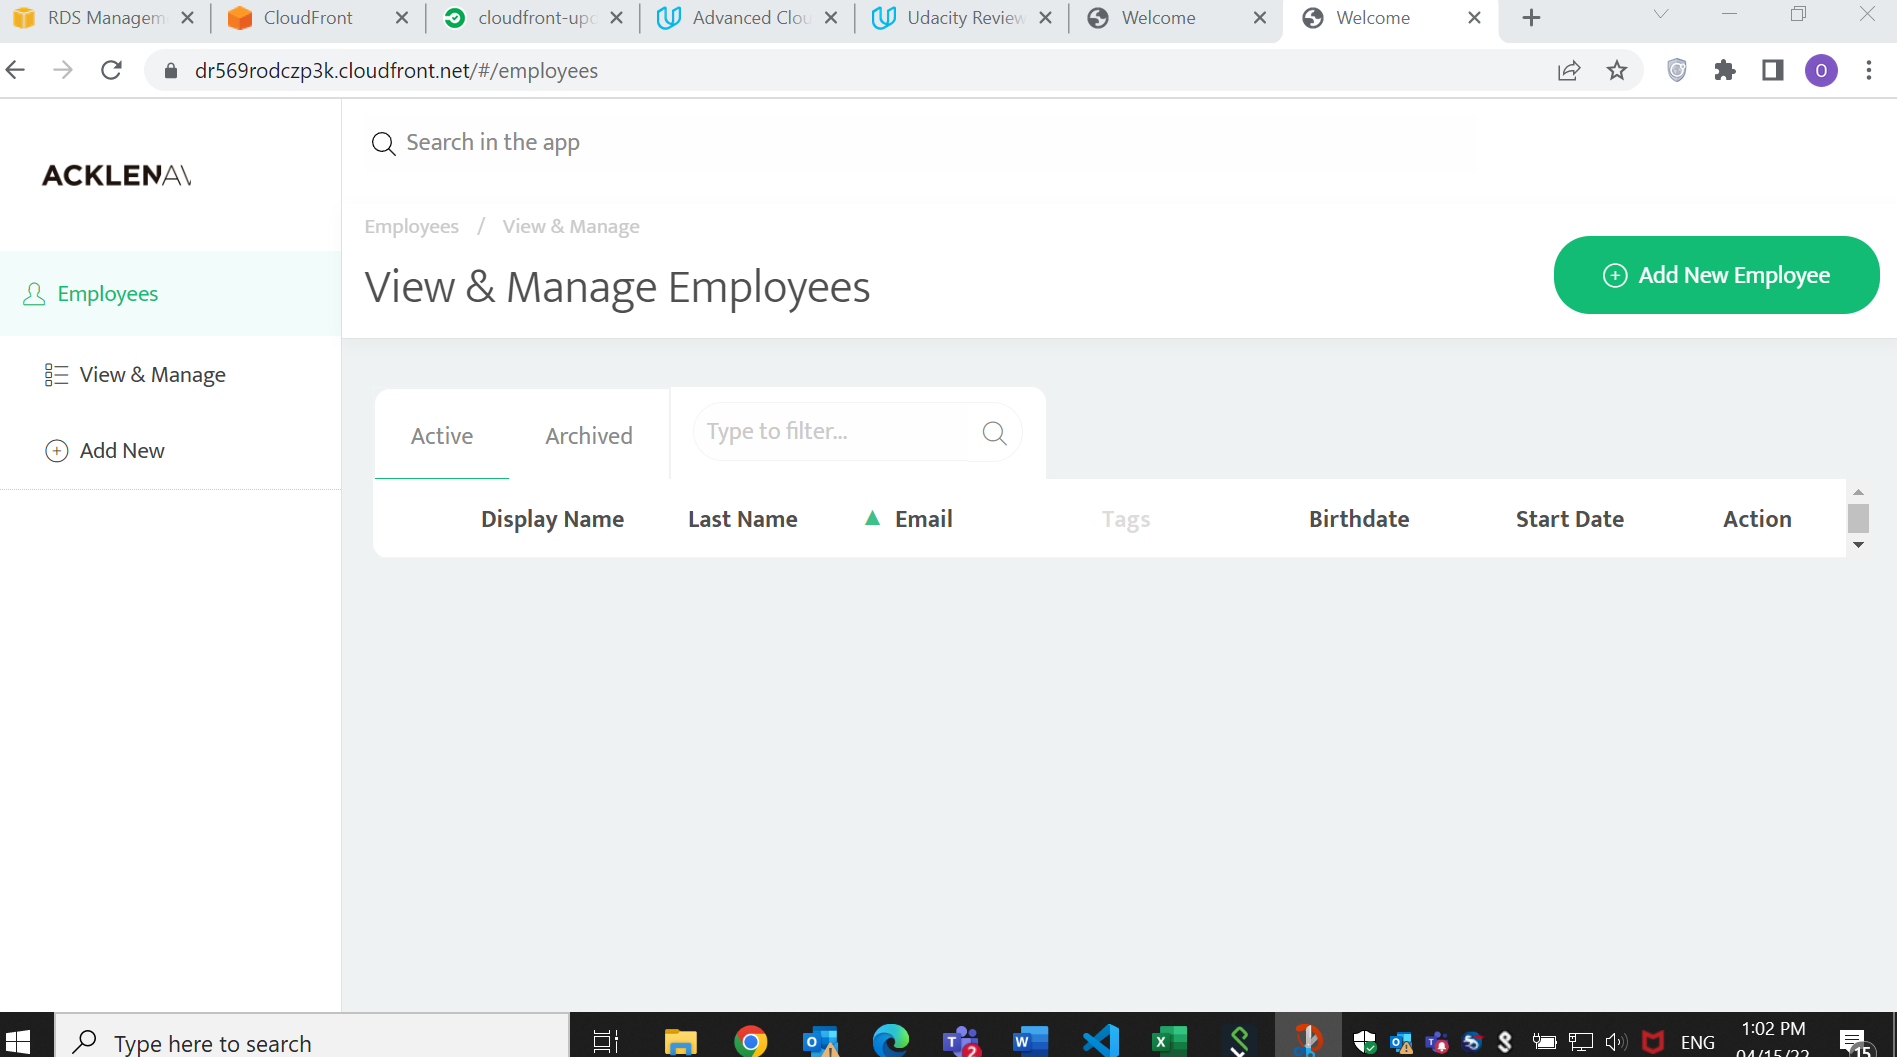 RDS Managem
CloudFront
cloudfront-upc
Advanced Clou
Udacity Review
Welcome
Welcome
dr569rodczp3k.cloudfront.net/#/employees
O
ACKLENAV
Search in the app
Employees / View & Manage
View & Manage Employees
Add New Employee
Employees
View & Manage
Add New
Active
Archived
Type to filter...
Display Name
Last Name
Email
Tags
Birthdate
Start Date
Action
Type here to search
2
ENG
1:02 PM
04/15/22
15